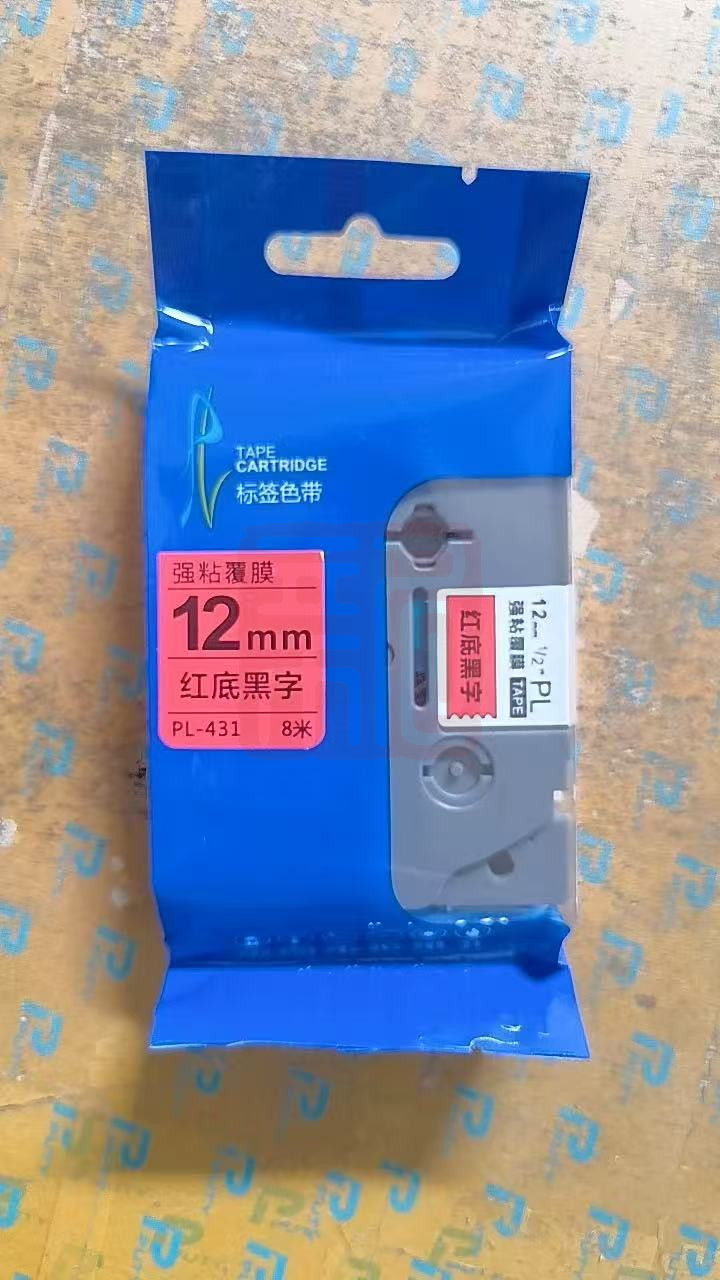 TAPE
CARTRIDGE
标签色带
强粘覆膜
12mm
红底黑字
PL-431 8米
12mm 1/2" PL
强粘覆膜 TAPE
红底黑字